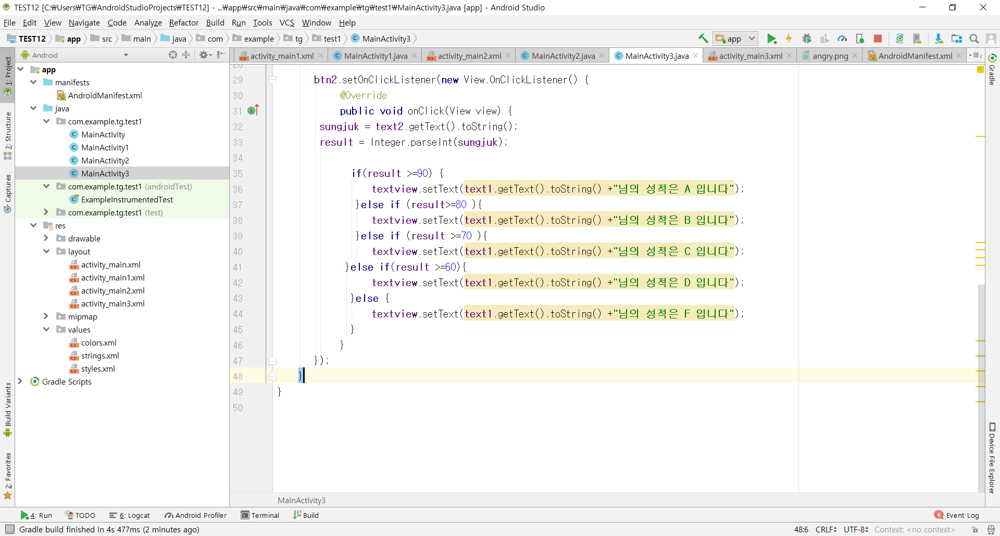 TEST12 [C:₩Users₩TG₩AndroidStudioProjects₩TEST12] - ...₩app₩src₩main₩java₩com₩example₩tg₩test1₩MainActivity3.java [app] - Android Studio
File Edit View Navigate Code Analyze Refactor Build Run Tools VCS Window Help
TEST12 app src main java com example tg test1 MainActivity3 app
Android activity_main1.xml MainActivity1.java activity_main2.xml MainActivity2.java MainActivity3.java activity_main3.xml angry.png AndroidManifest.xml 2
1: Project
7: Structure
Captures
Build Variants
2: Favorites
app
manifests
AndroidManifest.xml
java
com.example.tg.test1
MainActivity
MainActivity1
MainActivity2
MainActivity3
com.example.tg.test1 (androidTest)
ExampleInstrumentedTest
com.example.tg.test1 (test)
res
drawable
layout
activity_main.xml
activity_main1.xml
activity_main2.xml
activity_main3.xml
mipmap
values
colors.xml
strings.xml
styles.xml
Gradle Scripts
28
29 btn2.setOnClickListener(new View.OnClickListener() {
30 @Override
31 public void onClick(View view) {
32 sungjuk = text2.getText().toString();
33 result = Integer.parseInt(sungjuk);
34
35 if(result >=90) {
36 textview.setText(text1.getText().toString() +"님의 성적은 A 입니다");
37 }else if (result>=80 ){
38 textview.setText(text1.getText().toString() +"님의 성적은 B 입니다");
39 }else if (result >=70 ){
40 textview.setText(text1.getText().toString() +"님의 성적은 C 입니다");
41 }else if(result >=60){
42 textview.setText(text1.getText().toString() +"님의 성적은 D 입니다");
43 }else {
44 textview.setText(text1.getText().toString() +"님의 성적은 F 입니다");
45 }
46 }
47 });
48 }
49 }
50
MainActivity3
Gradle
Device File Explorer
4: Run TODO 6: Logcat Android Profiler Terminal Build 6 Event Log
Gradle build finished in 4s 477ms (2 minutes ago) 48:6 CRLF UTF-8 Context: <no context>